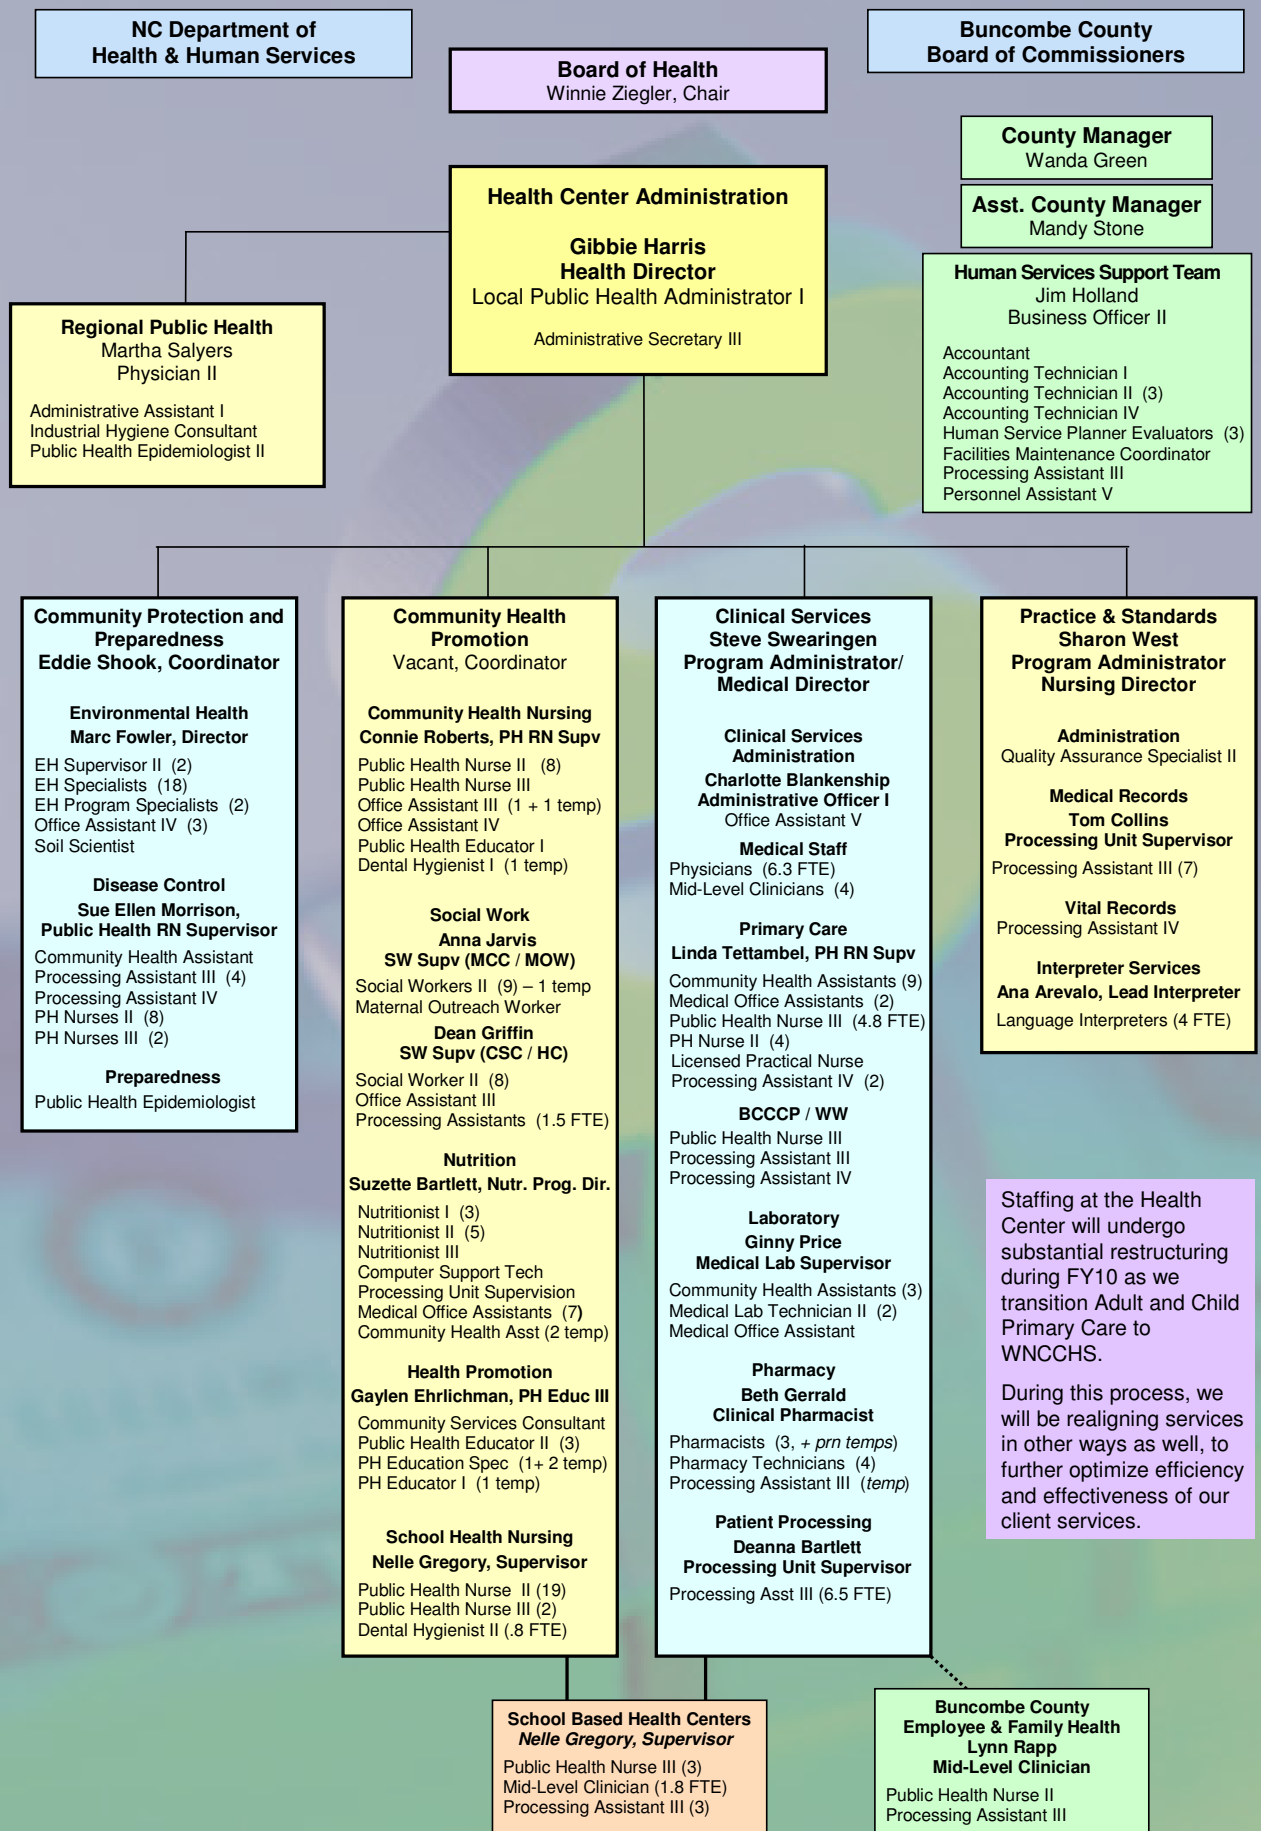 NC Department of
Health & Human Services
Buncombe County
Board of Commissioners
Board of Health
Winnie Ziegler, Chair
County Manager
Wanda Green
Asst. County Manager
Mandy Stone
Health Center Administration
Gibbie Harris
Health Director
Local Public Health Administrator I
Administrative Secretary III
Human Services Support Team
Jim Holland
Business Officer II
Accountant
Accounting Technician I
Accounting Technician II (3)
Accounting Technician IV
Human Service Planner Evaluators (3)
Facilities Maintenance Coordinator
Processing Assistant III
Personnel Assistant V
Regional Public Health
Martha Salyers
Physician II
Administrative Assistant I
Industrial Hygiene Consultant
Public Health Epidemiologist II
Community Protection and
Preparedness
Eddie Shook, Coordinator
Environmental Health
Marc Fowler, Director
EH Supervisor II (2)
EH Specialists (18)
EH Program Specialists (2)
Office Assistant IV (3)
Soil Scientist
Disease Control
Sue Ellen Morrison,
Public Health RN Supervisor
Community Health Assistant
Processing Assistant III (4)
Processing Assistant IV
PH Nurses II (8)
PH Nurses III (2)
Preparedness
Public Health Epidemiologist
Community Health
Promotion
Vacant, Coordinator
Community Health Nursing
Connie Roberts, PH RN Supv
Public Health Nurse II (8)
Public Health Nurse III
Office Assistant III (1 + 1 temp)
Office Assistant IV
Public Health Educator I
Dental Hygienist I (1 temp)
Social Work
Anna Jarvis
SW Supv (MCC / MOW)
Social Workers II (9) – 1 temp
Maternal Outreach Worker
Dean Griffin
SW Supv (CSC / HC)
Social Worker II (8)
Office Assistant III
Processing Assistants (1.5 FTE)
Nutrition
Suzette Bartlett, Nutr. Prog. Dir.
Nutritionist I (3)
Nutritionist II (5)
Nutritionist III
Computer Support Tech
Processing Unit Supervision
Medical Office Assistants (7)
Community Health Asst (2 temp)
Health Promotion
Gaylen Ehrlichman, PH Educ III
Community Services Consultant
Public Health Educator II (3)
PH Education Spec (1+ 2 temp)
PH Educator I (1 temp)
School Health Nursing
Nelle Gregory, Supervisor
Public Health Nurse II (19)
Public Health Nurse III (2)
Dental Hygienist II (.8 FTE)
Clinical Services
Steve Swearingen
Program Administrator/
Medical Director
Clinical Services
Administration
Charlotte Blankenship
Administrative Officer I
Office Assistant V
Medical Staff
Physicians (6.3 FTE)
Mid-Level Clinicians (4)
Primary Care
Linda Tettambel, PH RN Supv
Community Health Assistants (9)
Medical Office Assistants (2)
Public Health Nurse III (4.8 FTE)
PH Nurse II (4)
Licensed Practical Nurse
Processing Assistant IV (2)
BCCCP / WW
Public Health Nurse III
Processing Assistant III
Processing Assistant IV
Laboratory
Ginny Price
Medical Lab Supervisor
Community Health Assistants (3)
Medical Lab Technician II (2)
Medical Office Assistant
Pharmacy
Beth Gerrald
Clinical Pharmacist
Pharmacists (3, + prn temps)
Pharmacy Technicians (4)
Processing Assistant III (temp)
Patient Processing
Deanna Bartlett
Processing Unit Supervisor
Processing Asst III (6.5 FTE)
Practice & Standards
Sharon West
Program Administrator
Nursing Director
Administration
Quality Assurance Specialist II
Medical Records
Tom Collins
Processing Unit Supervisor
Processing Assistant III (7)
Vital Records
Processing Assistant IV
Interpreter Services
Ana Arevalo, Lead Interpreter
Language Interpreters (4 FTE)
Staffing at the Health
Center will undergo
substantial restructuring
during FY10 as we
transition Adult and Child
Primary Care to
WNCCHS.
During this process, we
will be realigning services
in other ways as well, to
further optimize efficiency
and effectiveness of our
client services.
School Based Health Centers
Nelle Gregory, Supervisor
Public Health Nurse III (3)
Mid-Level Clinician (1.8 FTE)
Processing Assistant III (3)
Buncombe County
Employee & Family Health
Lynn Rapp
Mid-Level Clinician
Public Health Nurse II
Processing Assistant III